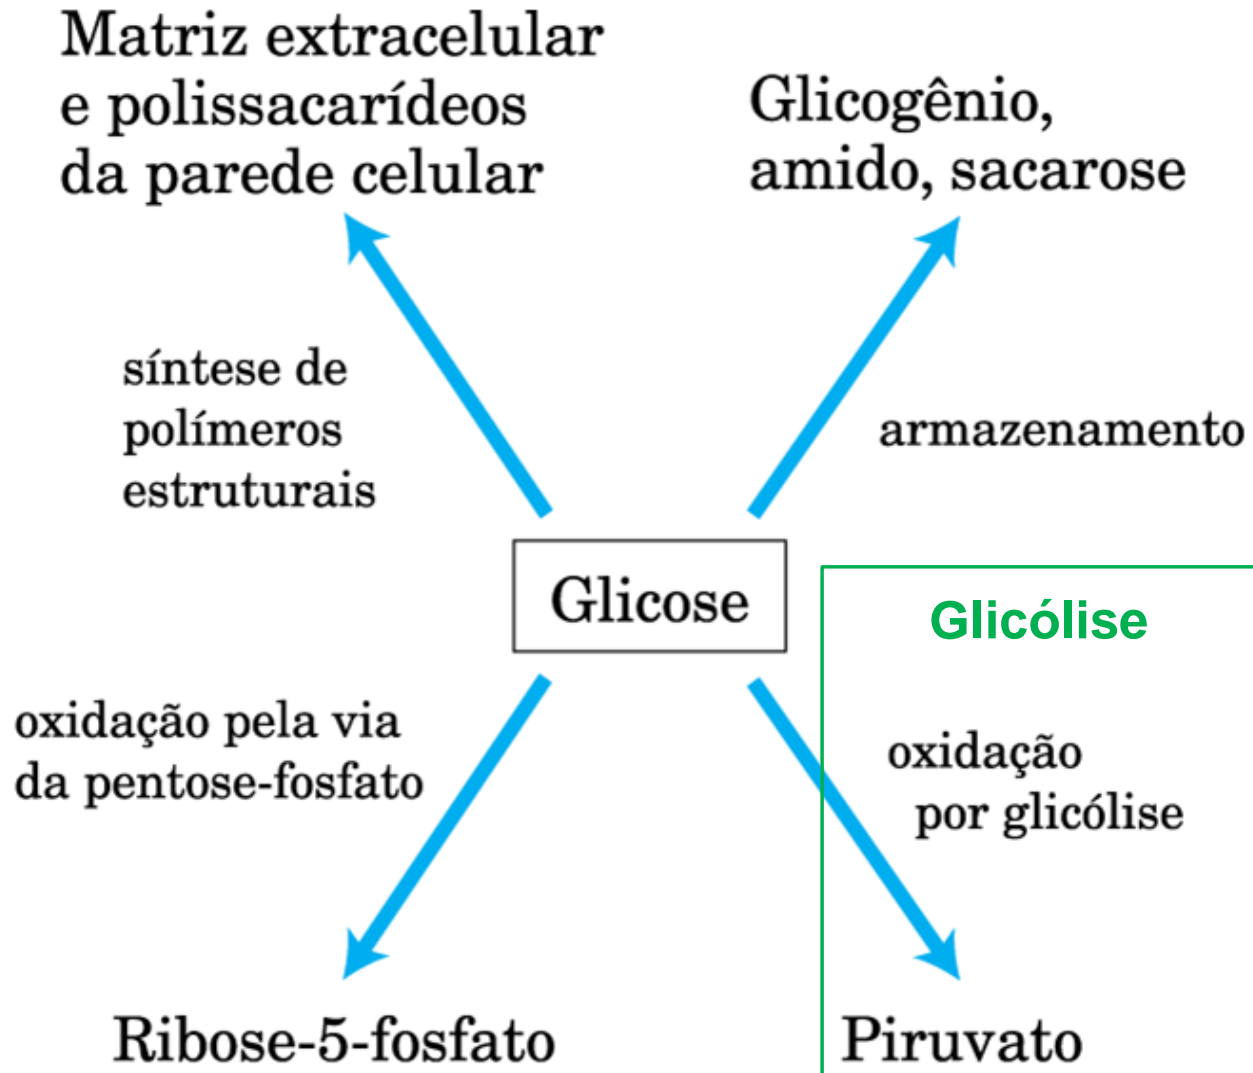 Matriz extracelular
e polissacarídeos
da parede celular
Glicogênio,
amido, sacarose
síntese de
polímeros
estruturais
armazenamento
Glicose
Glicólise
oxidação pela via
da pentose-fosfato
oxidação
por glicólise
Ribose-5-fosfato
Piruvato